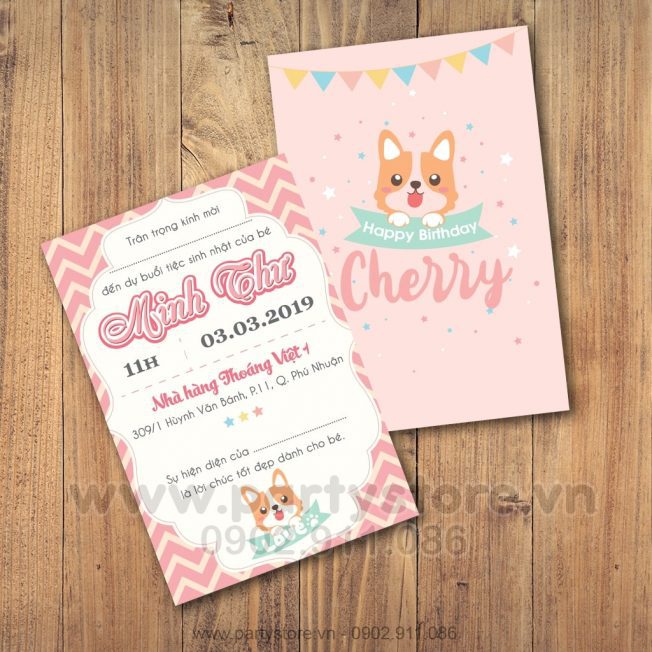 Trân trọng kính mời
đến dự buổi tiệc sinh nhật của bé
Minh Thư
11H
03.03.2019
Nhà hàng Thoáng Việt 1
309/1 Huỳnh Văn Bánh, P.11, Q. Phú Nhuận
Sự hiện diện của
là lời chúc tốt đẹp dành cho bé.
Love
Happy Birthday
Cherry
www.partystore.vn
0902.911.086
www.partystore.vn - 0902.911.086